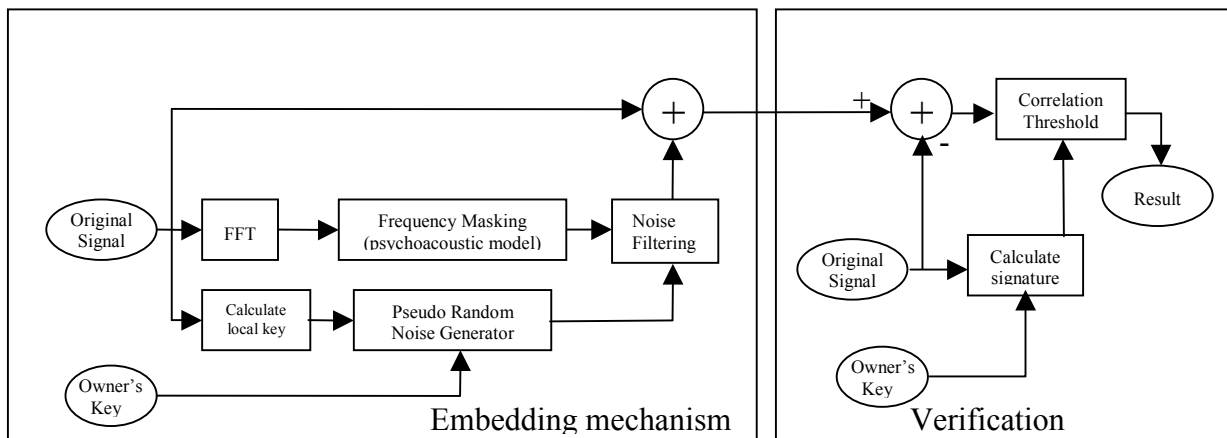 Original
Signal
FFT
Frequency Masking
(psychoacoustic model)
Noise
Filtering
+
Calculate
local key
Pseudo Random
Noise Generator
Owner's
Key
Embedding mechanism
+
+
-
Correlation
Threshold
Result
Original
Signal
Calculate
signature
Owner's
Key
Verification